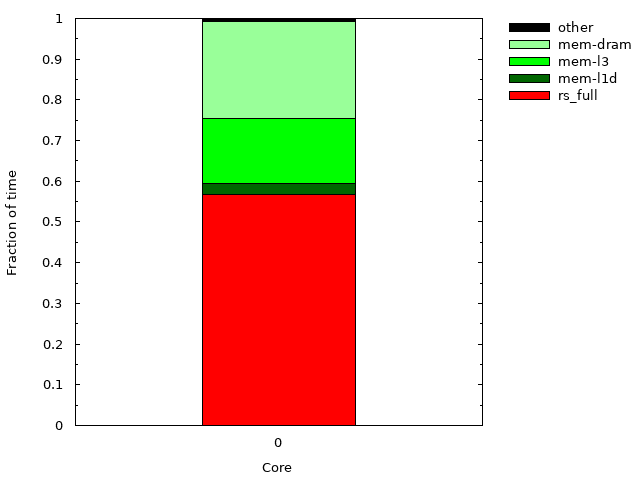 1
0.9
0.8
0.7
0.6
0.5
0.4
0.3
0.2
0.1
0
Fraction of time
0
Core
other
mem-dram
mem-l3
mem-l1d
rs_full